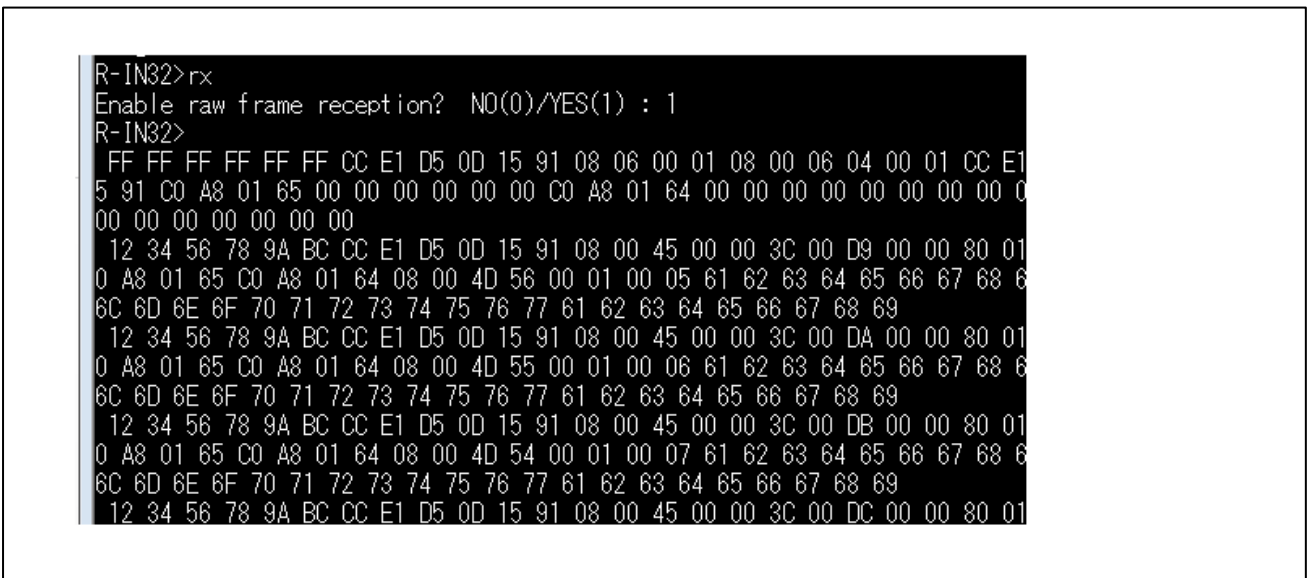 R-IN32>rx
Enable raw frame reception?  NO(0)/YES(1) : 1
R-IN32>
FF FF FF FF FF FF CC E1 D5 0D 15 91 08 06 00 01 08 00 06 04 00 01 CC E1
5 91 C0 A8 01 65 00 00 00 00 00 00 C0 A8 01 64 00 00 00 00 00 00 00 00 0
00 00 00 00 00 00 00
12 34 56 78 9A BC CC E1 D5 0D 15 91 08 00 45 00 00 3C 00 D9 00 00 80 01
0 A8 01 65 C0 A8 01 64 08 00 4D 56 00 01 00 05 61 62 63 64 65 66 67 68 6
6C 6D 6E 6F 70 71 72 73 74 75 76 77 61 62 63 64 65 66 67 68 69
12 34 56 78 9A BC CC E1 D5 0D 15 91 08 00 45 00 00 3C 00 DA 00 00 80 01
0 A8 01 65 C0 A8 01 64 08 00 4D 55 00 01 00 06 61 62 63 64 65 66 67 68 6
6C 6D 6E 6F 70 71 72 73 74 75 76 77 61 62 63 64 65 66 67 68 69
12 34 56 78 9A BC CC E1 D5 0D 15 91 08 00 45 00 00 3C 00 DB 00 00 80 01
0 A8 01 65 C0 A8 01 64 08 00 4D 54 00 01 00 07 61 62 63 64 65 66 67 68 6
6C 6D 6E 6F 70 71 72 73 74 75 76 77 61 62 63 64 65 66 67 68 69
12 34 56 78 9A BC CC E1 D5 0D 15 91 08 00 45 00 00 3C 00 DC 00 00 80 01